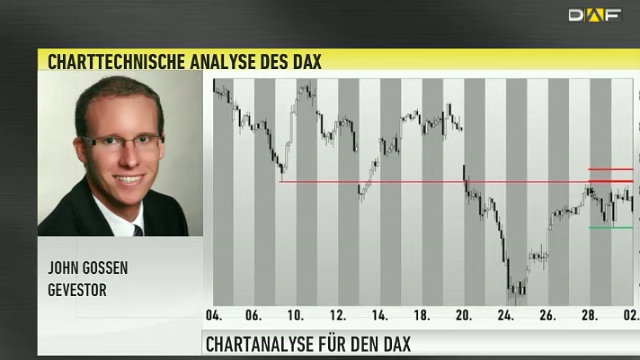 DAF
CHARTTECHNISCHE ANALYSE DES DAX
JOHN GOSSEN
GEVESTOR
04. 06. 10. 12. 14. 18. 20. 24. 26. 28. 02.
CHARTANALYSE FÜR DEN DAX